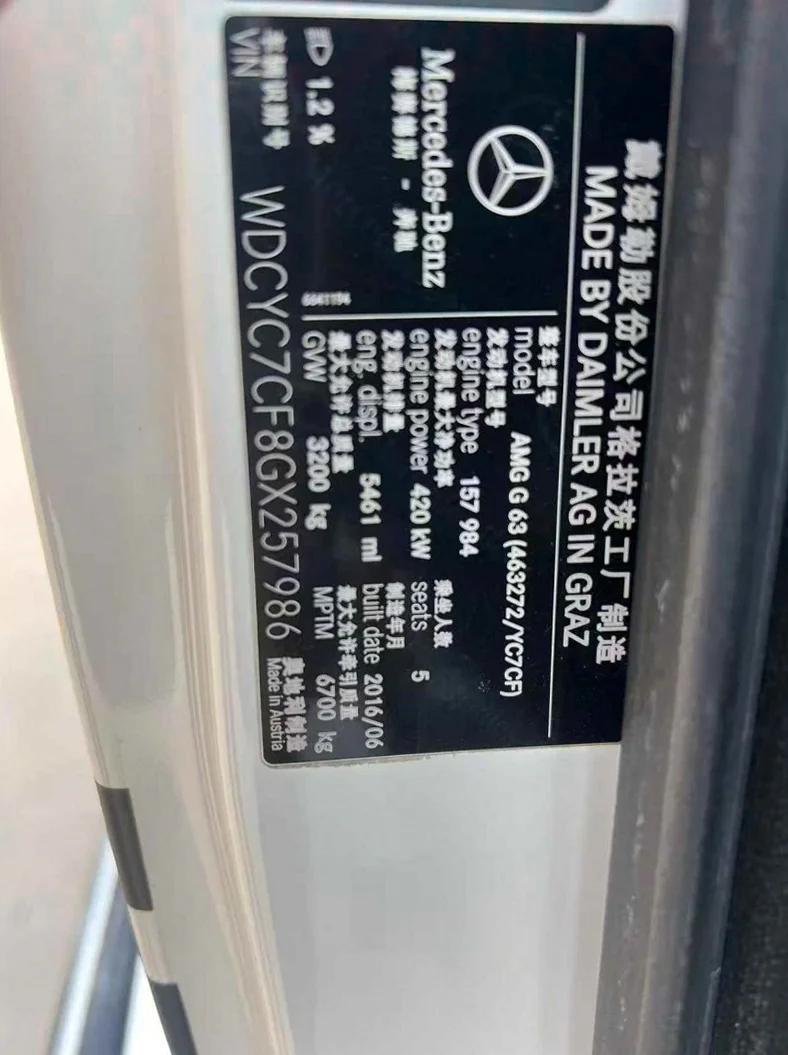 戴姆勒股份公司格拉茨工厂制造
MADE BY DAIMLER AG IN GRAZ
Mercedes-Benz
梅赛德斯 - 奔驰
1.2 %
整车型号
model AMG G 63 (463272/YC7CF)
发动机型号
engine type 157 984
发动机最大净功率 乘坐人数
engine power 420 kW seats 5
发动机排量 制造年月
eng. displ. 5461 ml built date 2016/06
最大允许总质量 最大允许牵引质量
GVW 3200 kg MPTM 6700 kg
车辆识别号
VIN WDCYC7CF8GX257986
奥地利制造
Made in Austria